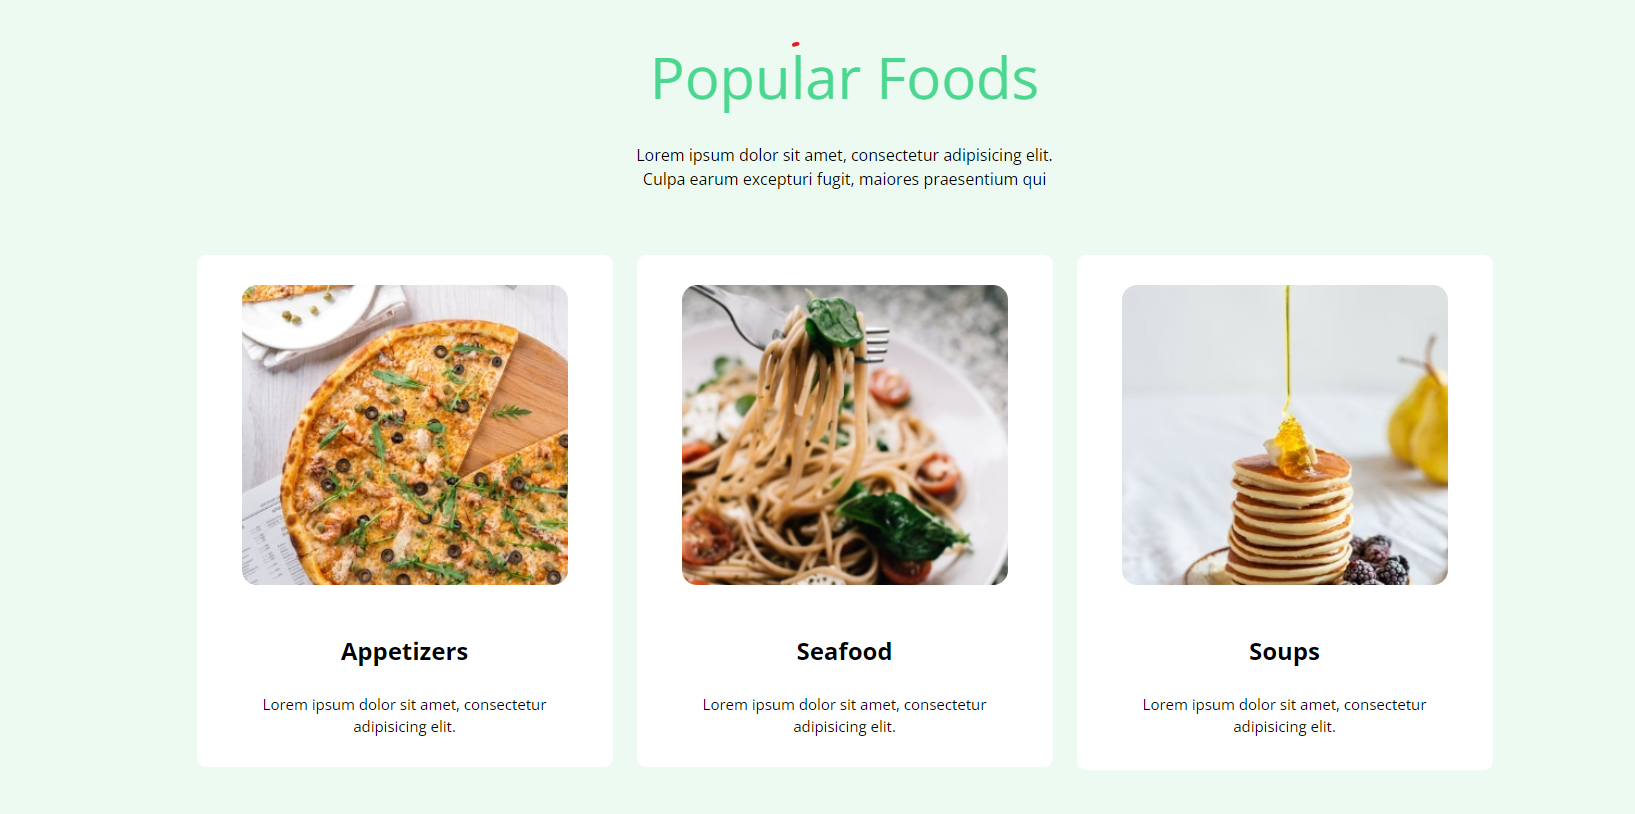 Popular Foods
Lorem ipsum dolor sit amet, consectetur adipisicing elit.
Culpa earum excepturi fugit, maiores praesentium qui
Appetizers
Lorem ipsum dolor sit amet, consectetur
adipisicing elit.
Seafood
Lorem ipsum dolor sit amet, consectetur
adipisicing elit.
Soups
Lorem ipsum dolor sit amet, consectetur
adipisicing elit.